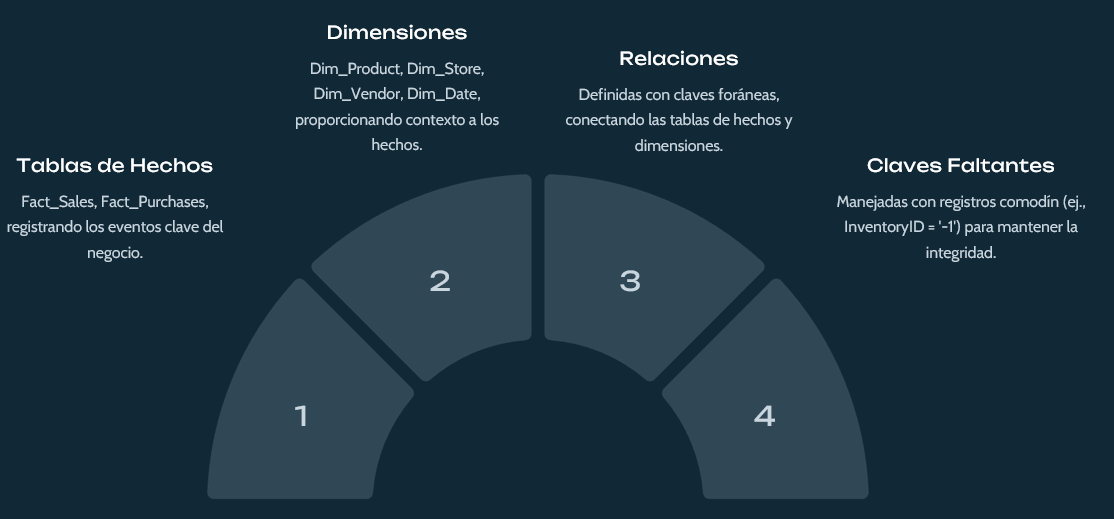 Tablas de Hechos
Fact_Sales, Fact_Purchases,
registrando los eventos clave del
negocio.
Dimensiones
Dim_Product, Dim_Store,
Dim_Vendor, Dim_Date,
proporcionando contexto a los
hechos.
Relaciones
Definidas con claves foráneas,
conectando las tablas de hechos y
dimensiones.
Claves Faltantes
Manejadas con registros comodín (ej.,
InventoryID = '-1') para mantener la
integridad.
1
2
3
4